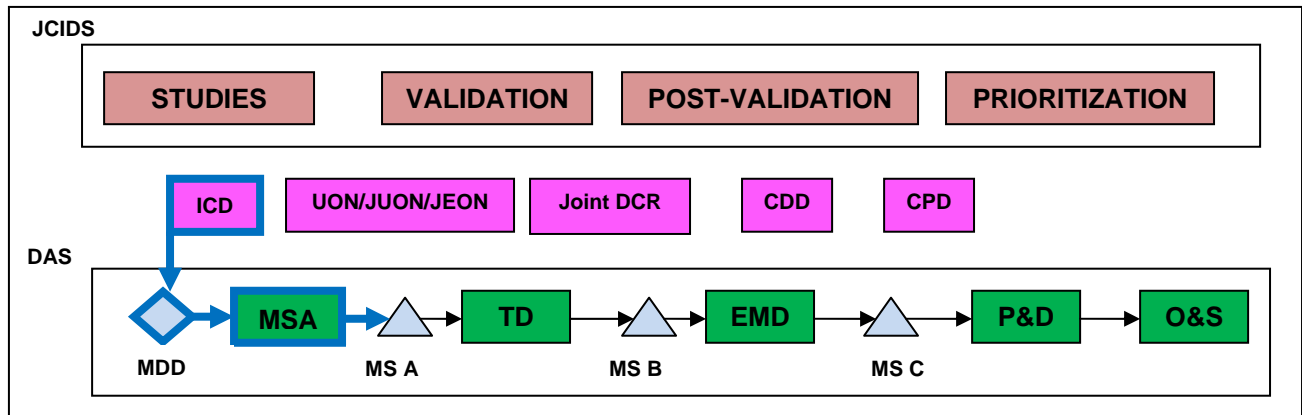 JCIDS
STUDIES VALIDATION POST-VALIDATION PRIORITIZATION
ICD UON/JUON/JEON Joint DCR CDD CPD
DAS
MSA TD EMD P&D O&S
MDD MS A MS B MS C